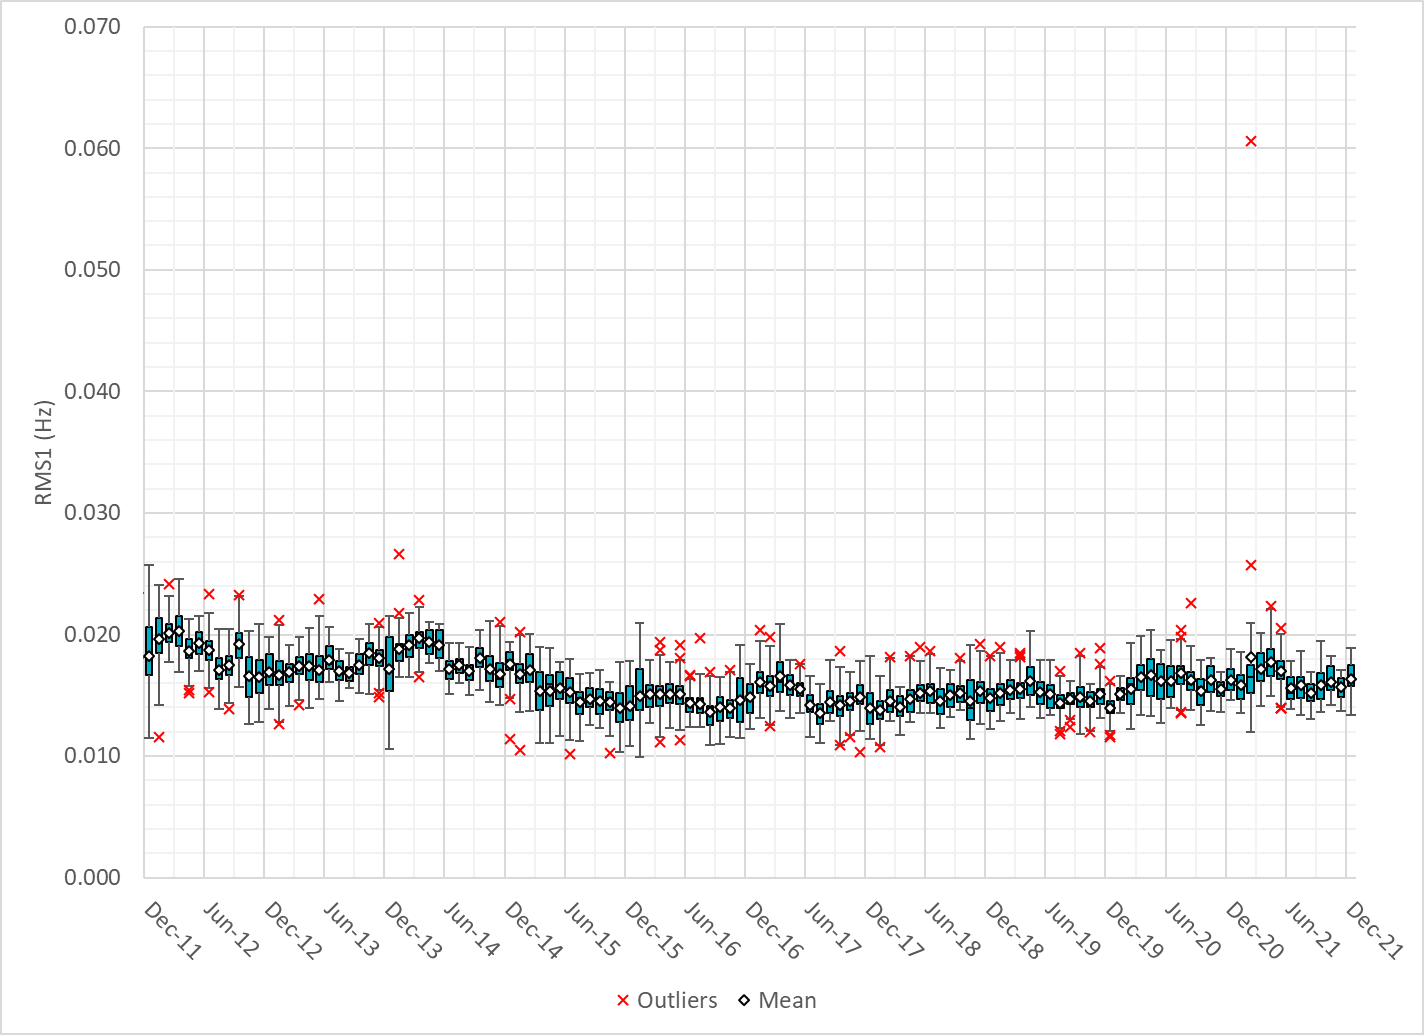 0.070
0.060
0.050
0.040
0.030
0.020
0.010
0.000
RMS1 (Hz)
Dec-11
Jun-12
Dec-12
Jun-13
Dec-13
Jun-14
Dec-14
Jun-15
Dec-15
Jun-16
Dec-16
Jun-17
Dec-17
Jun-18
Dec-18
Jun-19
Dec-19
Jun-20
Dec-20
Jun-21
Dec-21
Outliers Mean